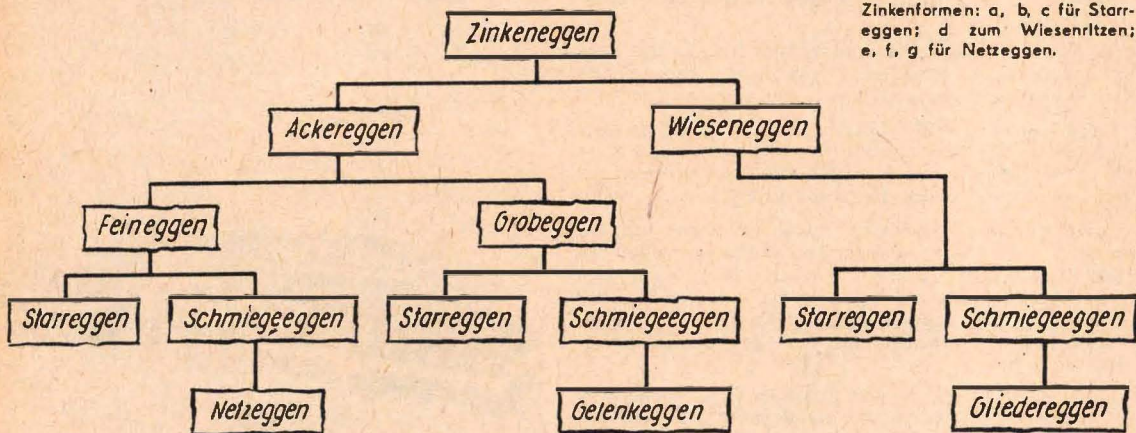 Zinkenformen: a, b, c für Starr-
eggen; d zum Wiesenritzen;
e, f, g für Netzeggen.
Zinkeneggen
Ackereggen Wieseneggen
Feineggen Grobeggen
Starreggen Schmiegeeggen Starreggen Schmiegeeggen Starreggen Schmiegeeggen
Netzeggen Gelenkeggen Gliedereggen